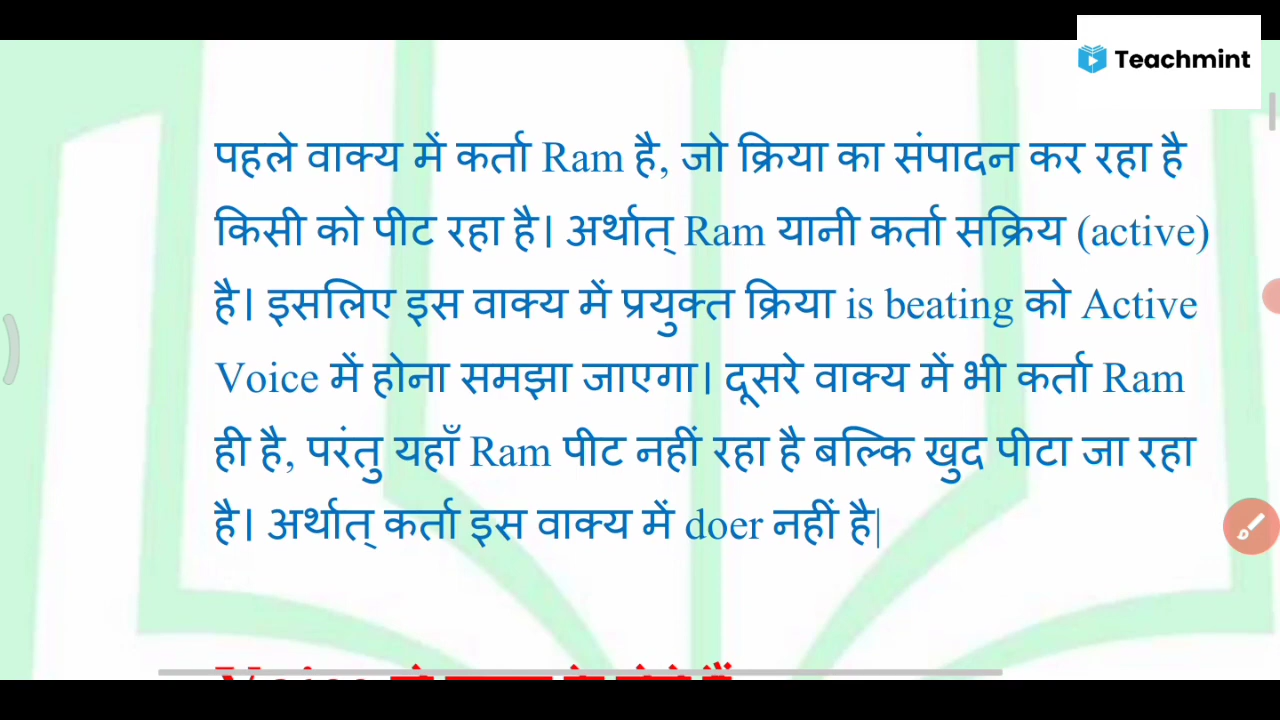 Teachmint
पहले वाक्य में कर्ता Ram है, जो क्रिया का संपादन कर रहा है
किसी को पीट रहा है। अर्थात् Ram यानी कर्ता सक्रिय (active)
है। इसलिए इस वाक्य में प्रयुक्त क्रिया is beating को Active
Voice में होना समझा जाएगा। दूसरे वाक्य में भी कर्ता Ram
ही है, परंतु यहाँ Ram पीट नहीं रहा है बल्कि खुद पीटा जा रहा
है। अर्थात् कर्ता इस वाक्य में doer नहीं है|